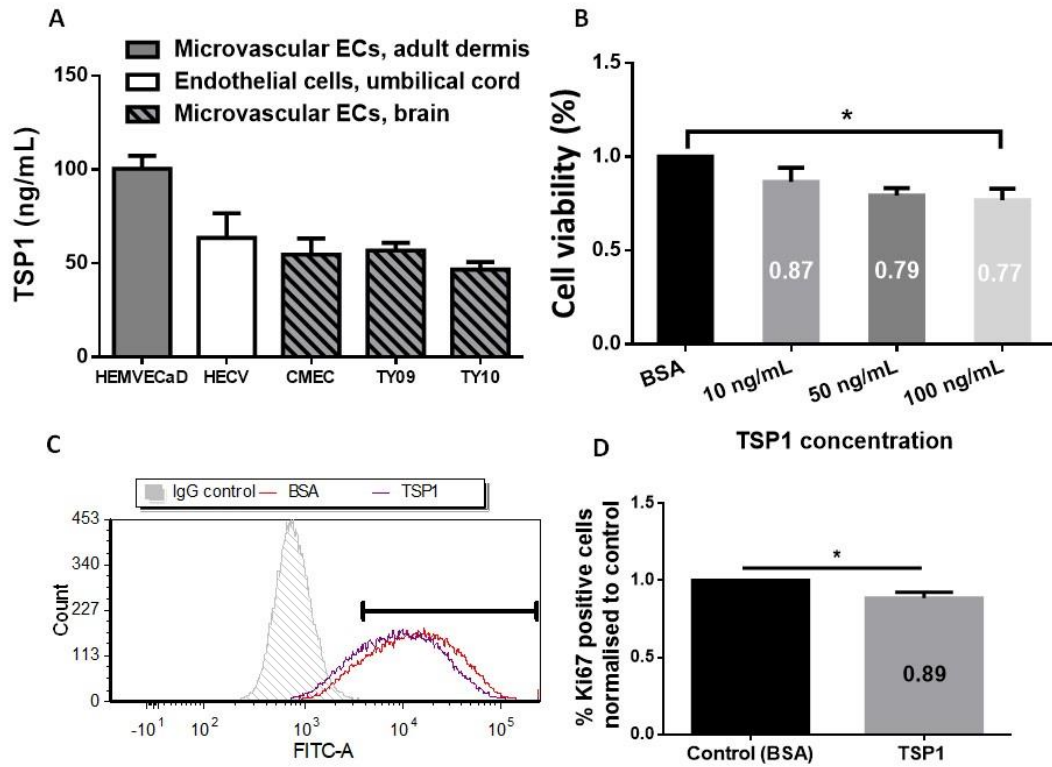 A
Microvascular ECs, adult dermis
Endothelial cells, umbilical cord
Microvascular ECs, brain
TSP1 (ng/mL)
150
100
50
0
HEMVECaD HECV CMEC TY09 TY10
B
Cell viability (%)
1.0
0.5
0.0
*
0.87 0.79 0.77
BSA 10 ng/mL 50 ng/mL 100 ng/mL
TSP1 concentration
C
IgG control BSA TSP1
Count
453
340
227
113
0
-10¹ 10² 10³ 10⁴ 10⁵
FITC-A
D
% Ki67 positive cells
normalised to control
1.5
1.0
0.5
0.0
*
0.89
Control (BSA) TSP1